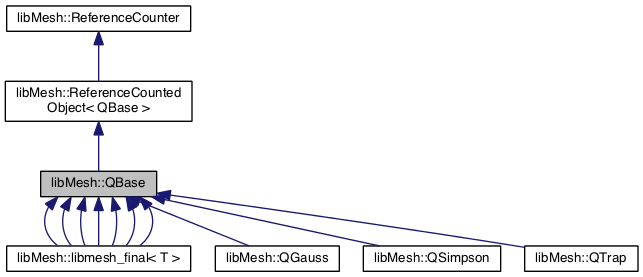 libMesh::ReferenceCounter
libMesh::ReferenceCounted
Object< QBase >
libMesh::QBase
libMesh::libmesh_final< T >
libMesh::QGauss
libMesh::QSimpson
libMesh::QTrap